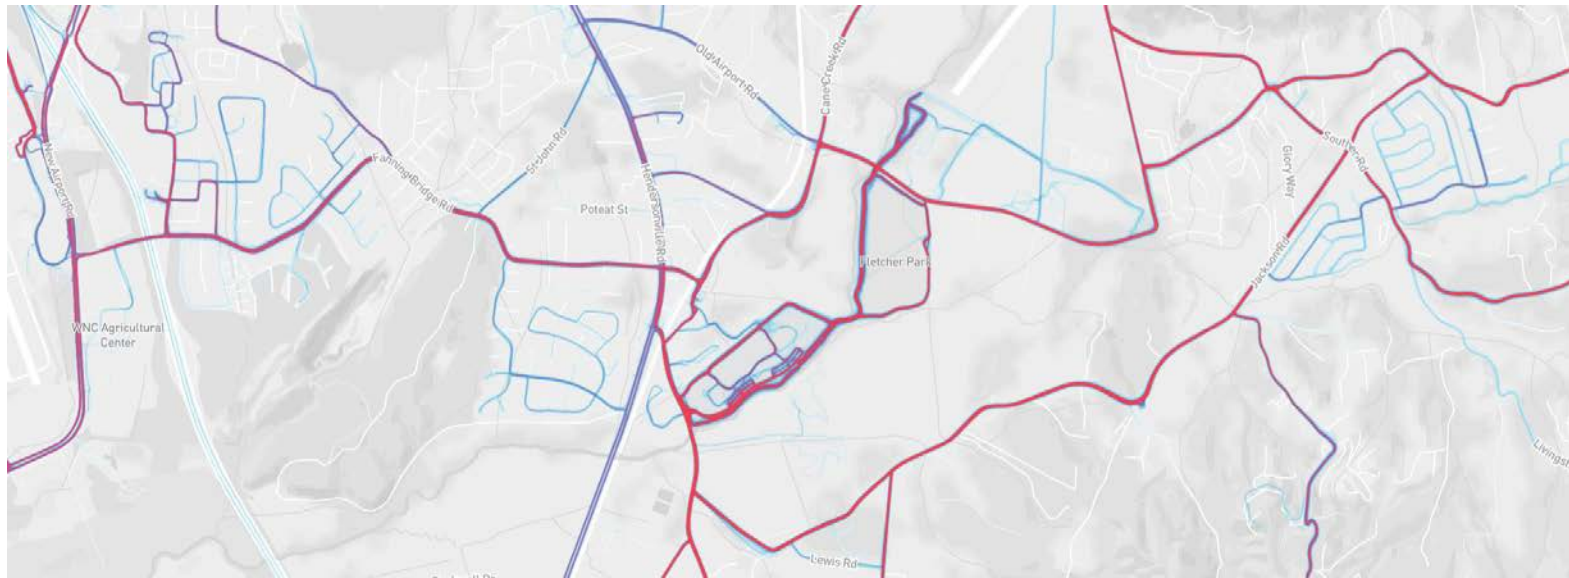 Old Airport Rd
Cane Creek Rd
New Airport Rd
Fanning Bridge Rd
St John Rd
Hendersonville Rd
Souther Rd
Glory Way
Poteat St
Jackson Rd
Fletcher Park
WNC Agricultural
Center
Livingst
Lewis Rd